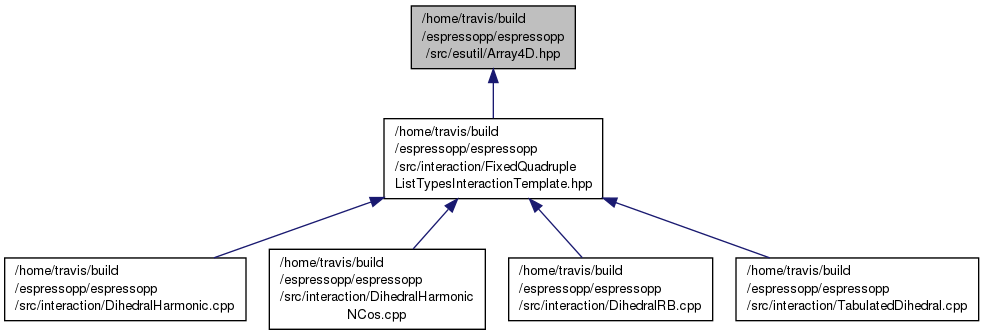 /home/travis/build
/espressopp/espressopp
/src/esutil/Array4D.hpp
/home/travis/build
/espressopp/espressopp
/src/interaction/FixedQuadruple
ListTypesInteractionTemplate.hpp
/home/travis/build
/espressopp/espressopp
/src/interaction/DihedralHarmonic.cpp
/home/travis/build
/espressopp/espressopp
/src/interaction/DihedralHarmonic
NCos.cpp
/home/travis/build
/espressopp/espressopp
/src/interaction/DihedralRB.cpp
/home/travis/build
/espressopp/espressopp
/src/interaction/TabulatedDihedral.cpp